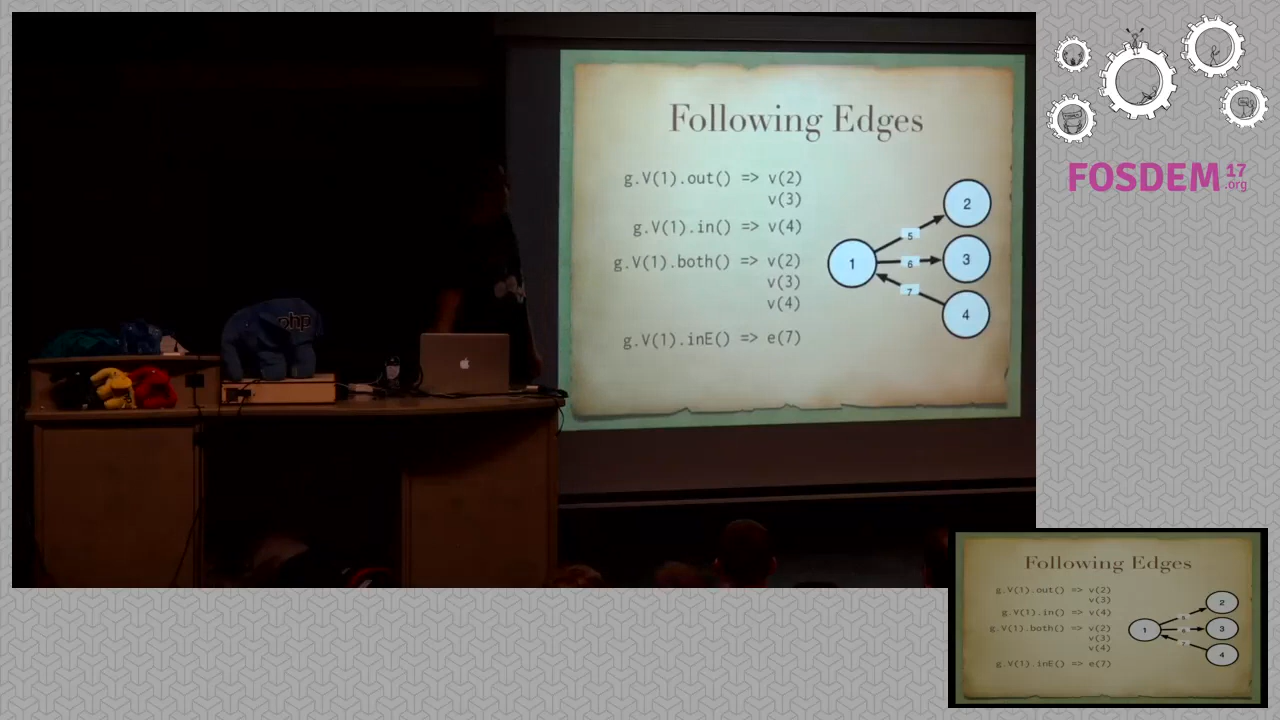 Following Edges
g.V(1).out() => v(2)
v(3)
g.V(1).in() => v(4)
g.V(1).both() => v(2)
v(3)
v(4)
g.V(1).inE() => e(7)
1
2
3
4
5
6
7
php
FOSDEM 17
.org
Following Edges
g.V(1).out() => v(2)
v(3)
g.V(1).in() => v(4)
g.V(1).both() => v(2)
v(3)
v(4)
g.V(1).inE() => e(7)
1
2
3
4